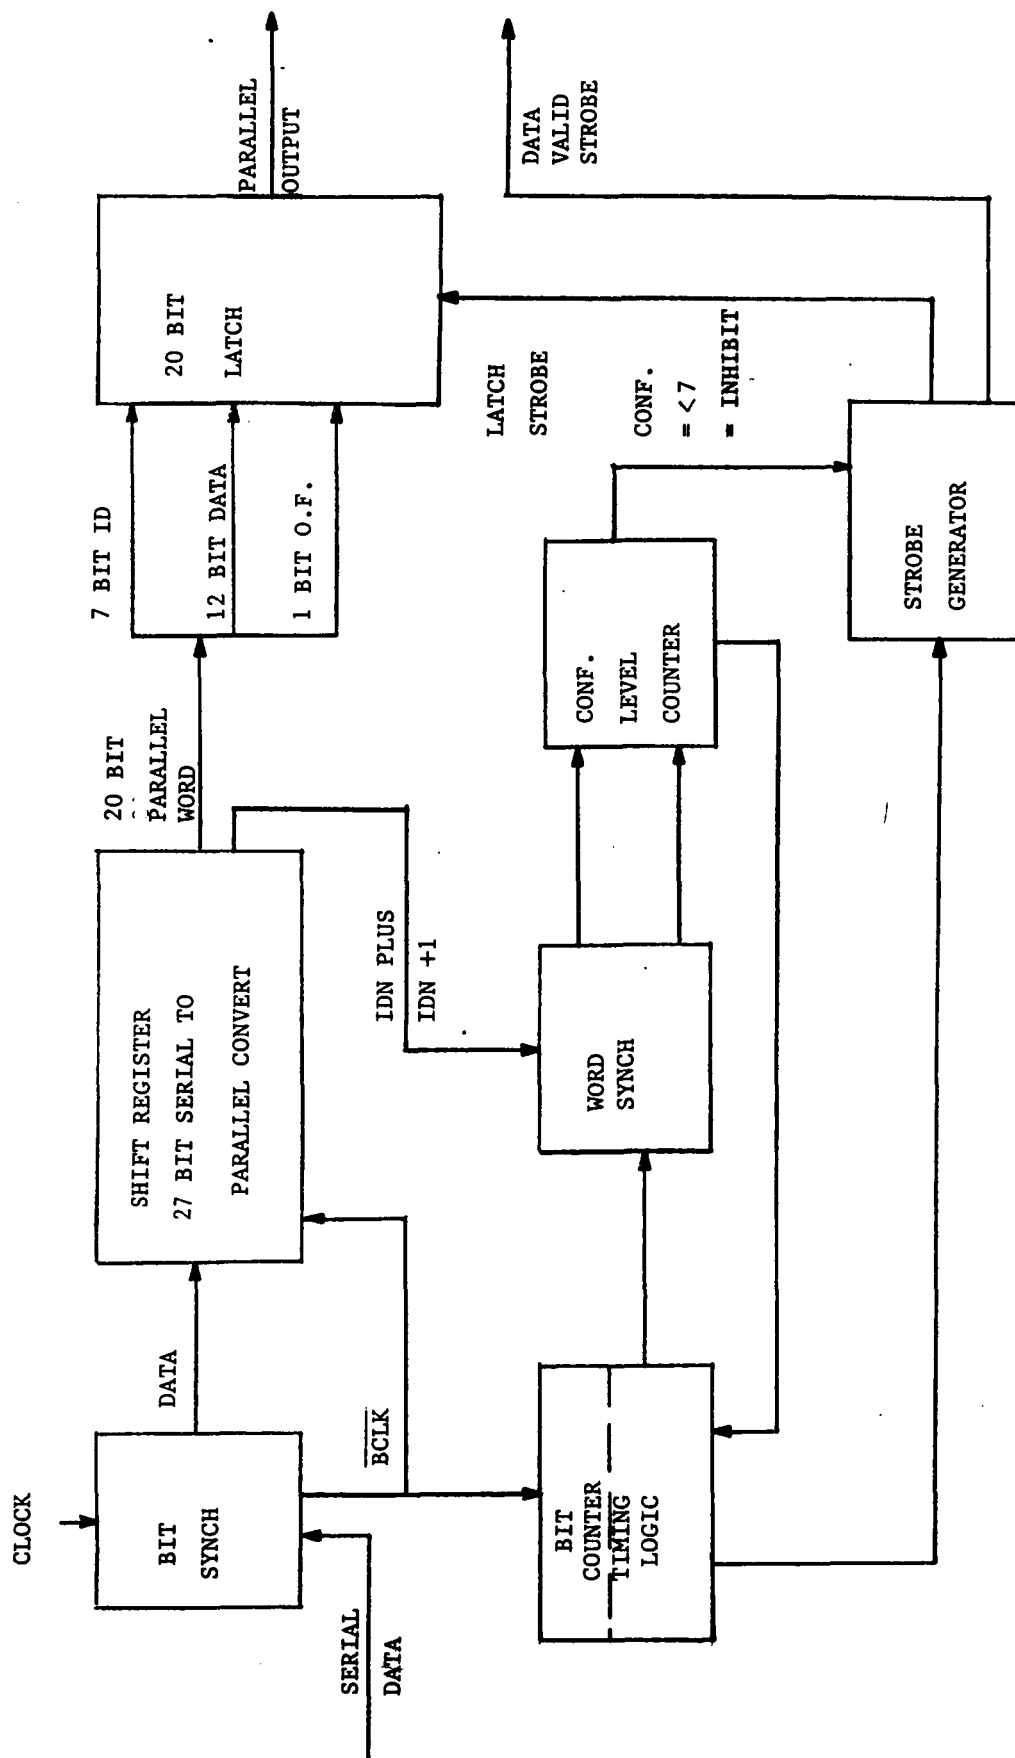 CLOCK
BIT
SYNCH
SERIAL
DATA
DATA
BCLK
SHIFT REGISTER
27 BIT SERIAL TO
PARALLEL CONVERT
20 BIT
PARALLEL
WORD
7 BIT ID
12 BIT DATA
1 BIT O.F.
20 BIT
LATCH
PARALLEL
OUTPUT
IDN PLUS
IDN +1
BIT
COUNTER
TIMING
LOGIC
WORD
SYNCH
CONF.
LEVEL
COUNTER
LATCH
STROBE
CONF.
= <7
= INHIBIT
DATA
VALID
STROBE
STROBE
GENERATOR